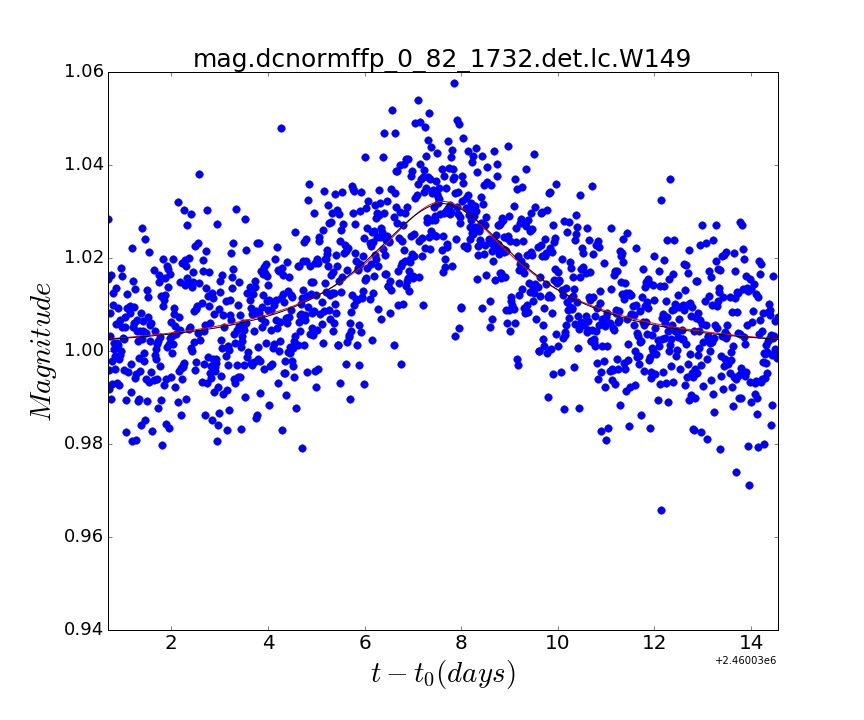 mag.dcnormffp_0_82_1732.det.lc.W149
1.06
1.04
1.02
1.00
0.98
0.96
0.94
Magnitude
2 4 6 8 10 12 14
+2.46003e6
t − t₀(days)